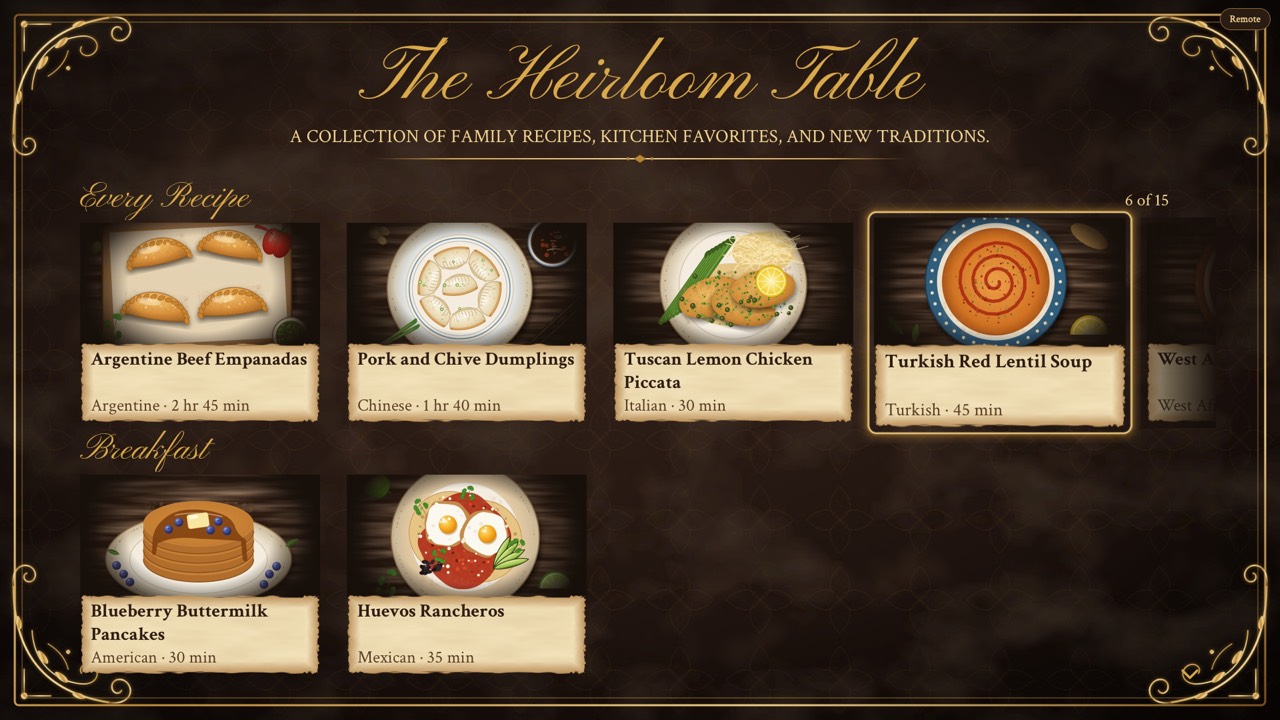 Remote
The Heirloom Table
A COLLECTION OF FAMILY RECIPES, KITCHEN FAVORITES, AND NEW TRADITIONS.
Every Recipe
6 of 15
Argentine Beef Empanadas
Argentine · 2 hr 45 min
Pork and Chive Dumplings
Chinese · 1 hr 40 min
Tuscan Lemon Chicken
Piccata
Italian · 30 min
Turkish Red Lentil Soup
Turkish · 45 min
West
West
Breakfast
Blueberry Buttermilk
Pancakes
American · 30 min
Huevos Rancheros
Mexican · 35 min